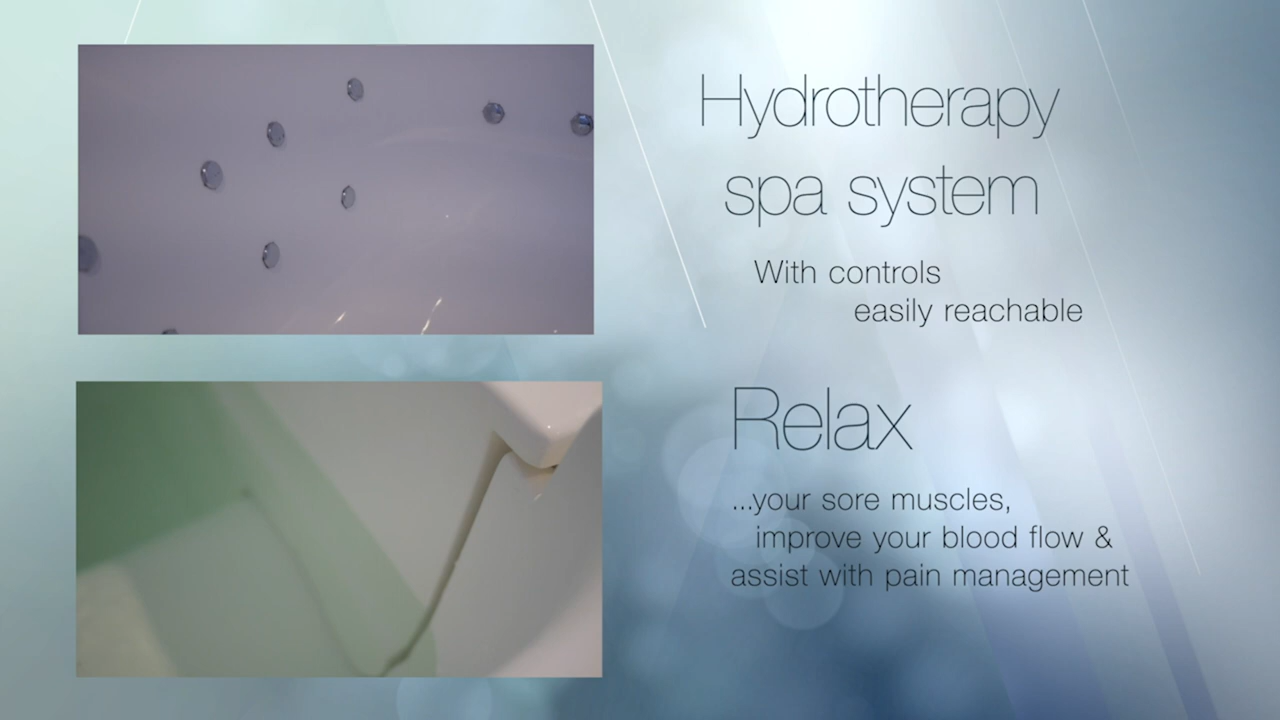 Hydrotherapy
spa system
With controls
easily reachable
Relax
...your sore muscles,
improve your blood flow &
assist with pain management